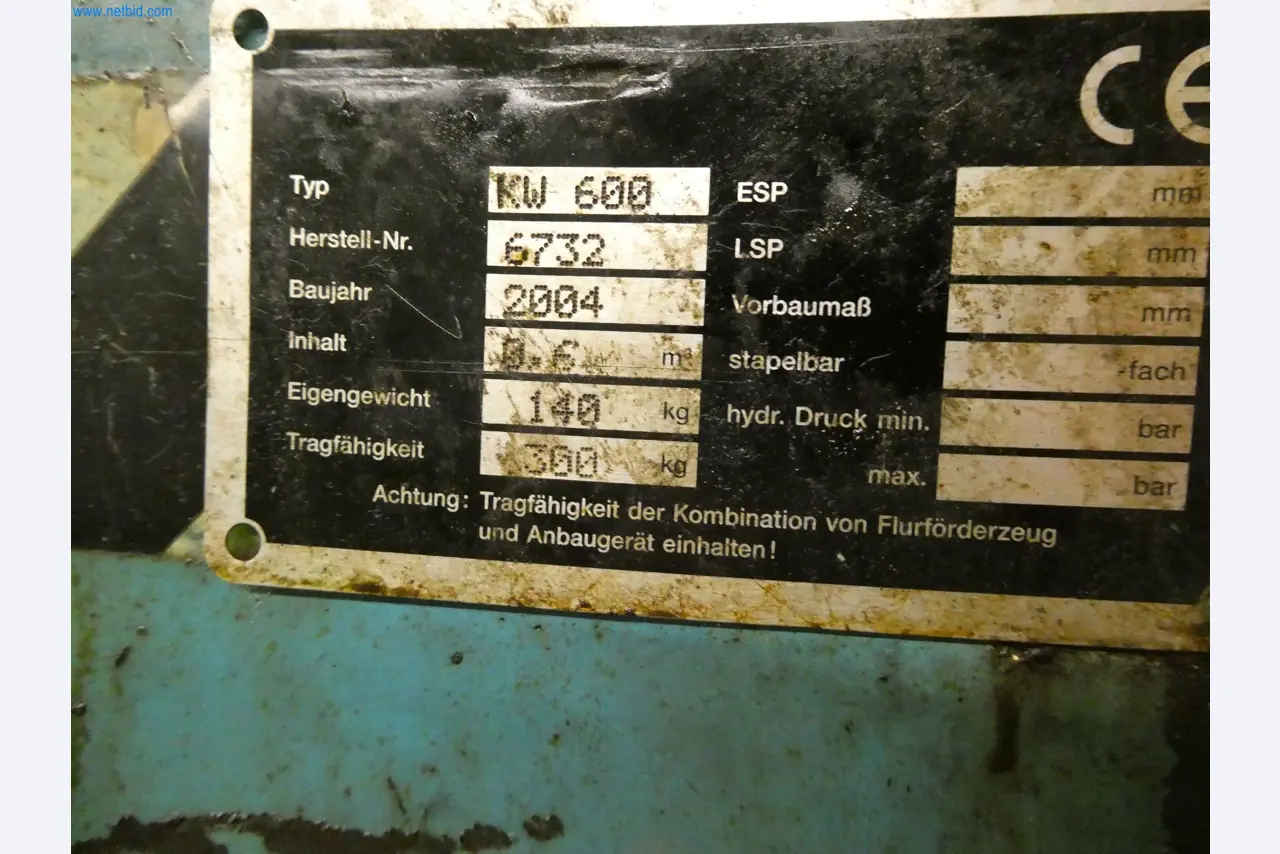 www.netbid.com
CE
Typ KW 600 ESP mm
Herstell-Nr. 6732 LSP mm
Baujahr 2004 Vorbaumaß mm
Inhalt 0.6 m³ stapelbar -fach
Eigengewicht 140 kg hydr. Druck min. bar
Tragfähigkeit 300 kg max. bar
Achtung: Tragfähigkeit der Kombination von Flurförderzeug
und Anbaugerät einhalten!